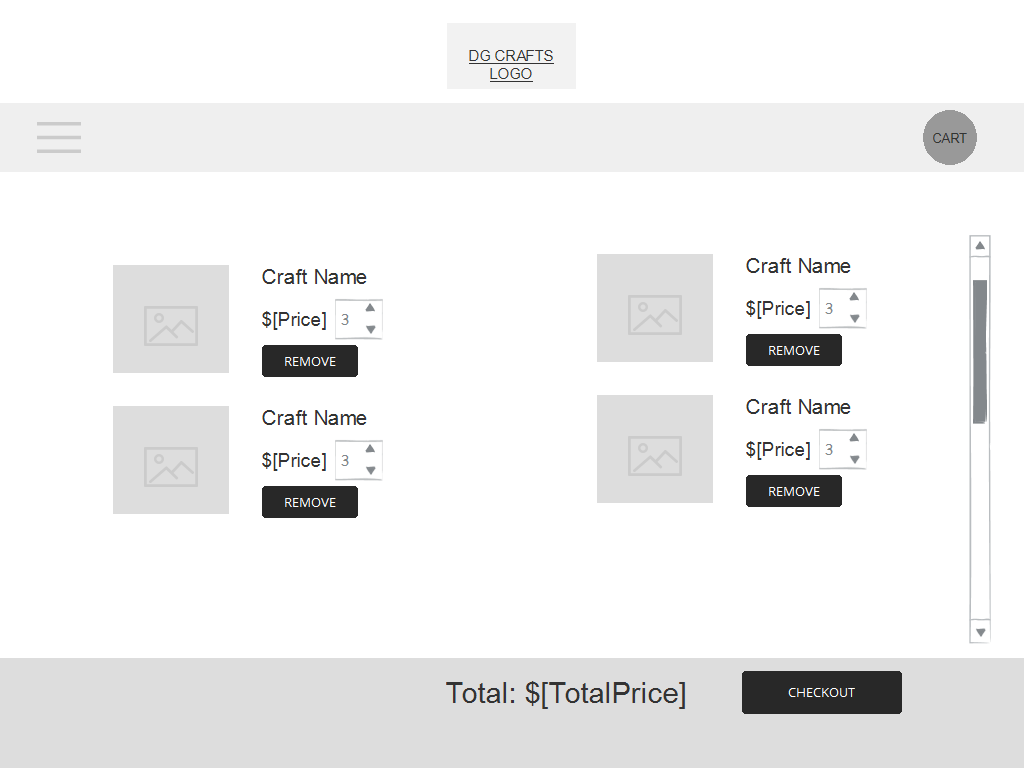 DG CRAFTS
LOGO
CART
Craft Name
$[Price] 3
REMOVE
Craft Name
$[Price] 3
REMOVE
Craft Name
$[Price] 3
REMOVE
Craft Name
$[Price] 3
REMOVE
Total: $[TotalPrice]
CHECKOUT